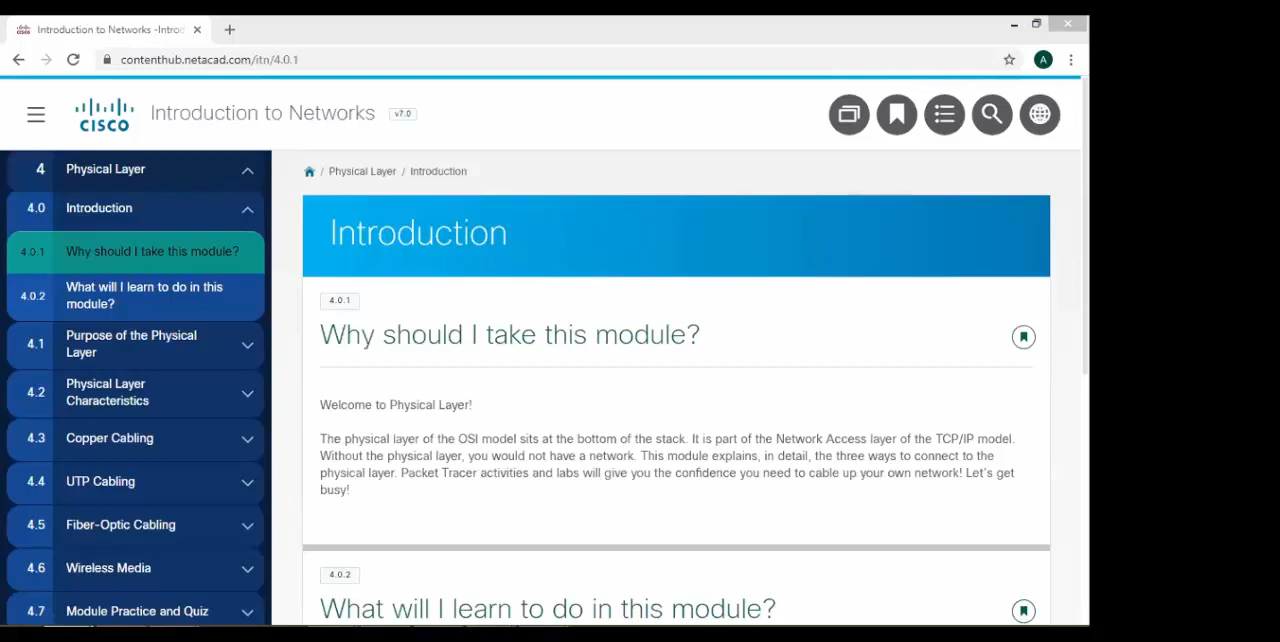 Introduction to Networks -Introd
contenthub.netacad.com/itn/4.0.1
A
CISCO
Introduction to Networks
v7.0
4 Physical Layer
4.0 Introduction
4.0.1 Why should I take this module?
4.0.2 What will I learn to do in this
module?
4.1 Purpose of the Physical
Layer
4.2 Physical Layer
Characteristics
4.3 Copper Cabling
4.4 UTP Cabling
4.5 Fiber-Optic Cabling
4.6 Wireless Media
4.7 Module Practice and Quiz
/ Physical Layer / Introduction
Introduction
4.0.1
Why should I take this module?
Welcome to Physical Layer!
The physical layer of the OSI model sits at the bottom of the stack. It is part of the Network Access layer of the TCP/IP model.
Without the physical layer, you would not have a network. This module explains, in detail, the three ways to connect to the
physical layer. Packet Tracer activities and labs will give you the confidence you need to cable up your own network! Let's get
busy!
4.0.2
What will I learn to do in this module?